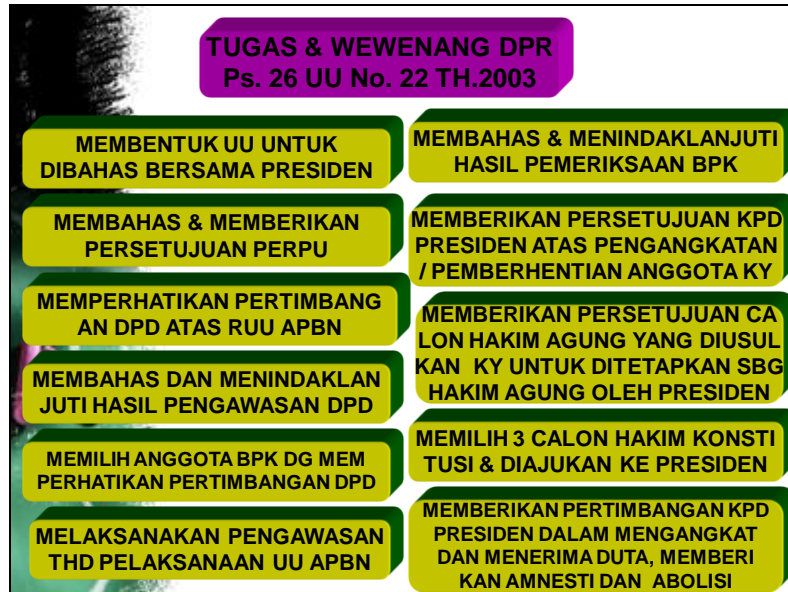 TUGAS & WEWENANG DPR
Ps. 26 UU No. 22 TH.2003
MEMBENTUK UU UNTUK
DIBAHAS BERSAMA PRESIDEN
MEMBAHAS & MEMBERIKAN
PERSETUJUAN PERPU
MEMPERHATIKAN PERTIMBANG
AN DPD ATAS RUU APBN
MEMBAHAS DAN MENINDAKLAN
JUTI HASIL PENGAWASAN DPD
MEMILIH ANGGOTA BPK DG MEM
PERHATIKAN PERTIMBANGAN DPD
MELAKSANAKAN PENGAWASAN
THD PELAKSANAAN UU APBN
MEMBAHAS & MENINDAKLANJUTI
HASIL PEMERIKSAAN BPK
MEMBERIKAN PERSETUJUAN KPD
PRESIDEN ATAS PENGANGKATAN
/ PEMBERHENTIAN ANGGOTA KY
MEMBERIKAN PERSETUJUAN CA
LON HAKIM AGUNG YANG DIUSUL
KAN KY UNTUK DITETAPKAN SBG
HAKIM AGUNG OLEH PRESIDEN
MEMILIH 3 CALON HAKIM KONSTI
TUSI & DIAJUKAN KE PRESIDEN
MEMBERIKAN PERTIMBANGAN KPD
PRESIDEN DALAM MENGANGKAT
DAN MENERIMA DUTA, MEMBERI
KAN AMNESTI DAN ABOLISI